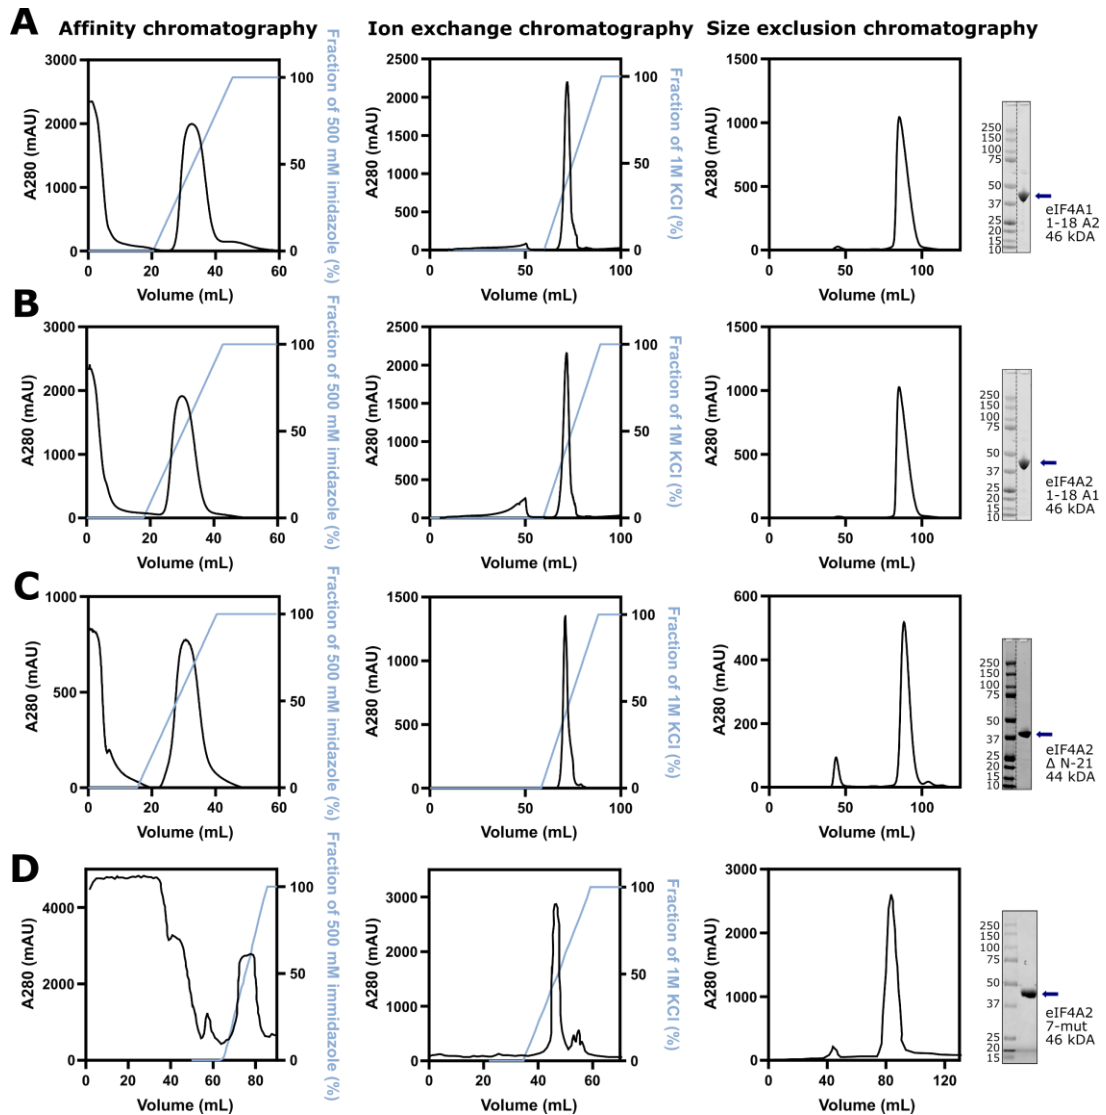 A
Affinity chromatography
Ion exchange chromatography
Size exclusion chromatography
3000
2000
1000
0
A280 (mAU)
0 20 40 60
Volume (mL)
100
50
0
Fraction of 500 mM imidazole (%)
2500
2000
1500
1000
500
0
A280 (mAU)
0 50 100
Volume (mL)
100
50
0
Fraction of 1M KCl (%)
1500
1000
500
0
A280 (mAU)
0 50 100
Volume (mL)
250
150
100
75
50
37
25
20
15
10
eIF4A1
1-18 A2
46 kDA
B
3000
2000
1000
0
A280 (mAU)
0 20 40 60
Volume (mL)
100
50
0
Fraction of 500 mM imidazole (%)
2500
2000
1500
1000
500
0
A280 (mAU)
0 50 100
Volume (mL)
100
50
0
Fraction of 1M KCl (%)
1500
1000
500
0
A280 (mAU)
0 50 100
Volume (mL)
250
150
100
75
50
37
25
20
15
10
eIF4A2
1-18 A1
46 kDA
C
1000
500
0
A280 (mAU)
0 20 40 60
Volume (mL)
100
50
0
Fraction of 500 mM imidazole (%)
1500
1000
500
0
A280 (mAU)
0 50 100
Volume (mL)
100
50
0
Fraction of 1M KCl (%)
600
400
200
0
A280 (mAU)
0 50 100
Volume (mL)
250
150
100
75
50
37
25
20
15
10
eIF4A2
Δ N-21
44 kDA
D
4000
2000
0
A280 (mAU)
0 20 40 60 80
Volume (mL)
100
50
0
Fraction of 500 mM immidazole (%)
3000
2000
1000
0
A280 (mAU)
0 20 40 60
Volume (mL)
100
50
0
Fraction of 1M KCl (%)
3000
2000
1000
0
A280 (mAU)
0 40 80 120
Volume (mL)
250
150
100
75
50
37
25
20
15
eIF4A2
7-mut
46 kDA